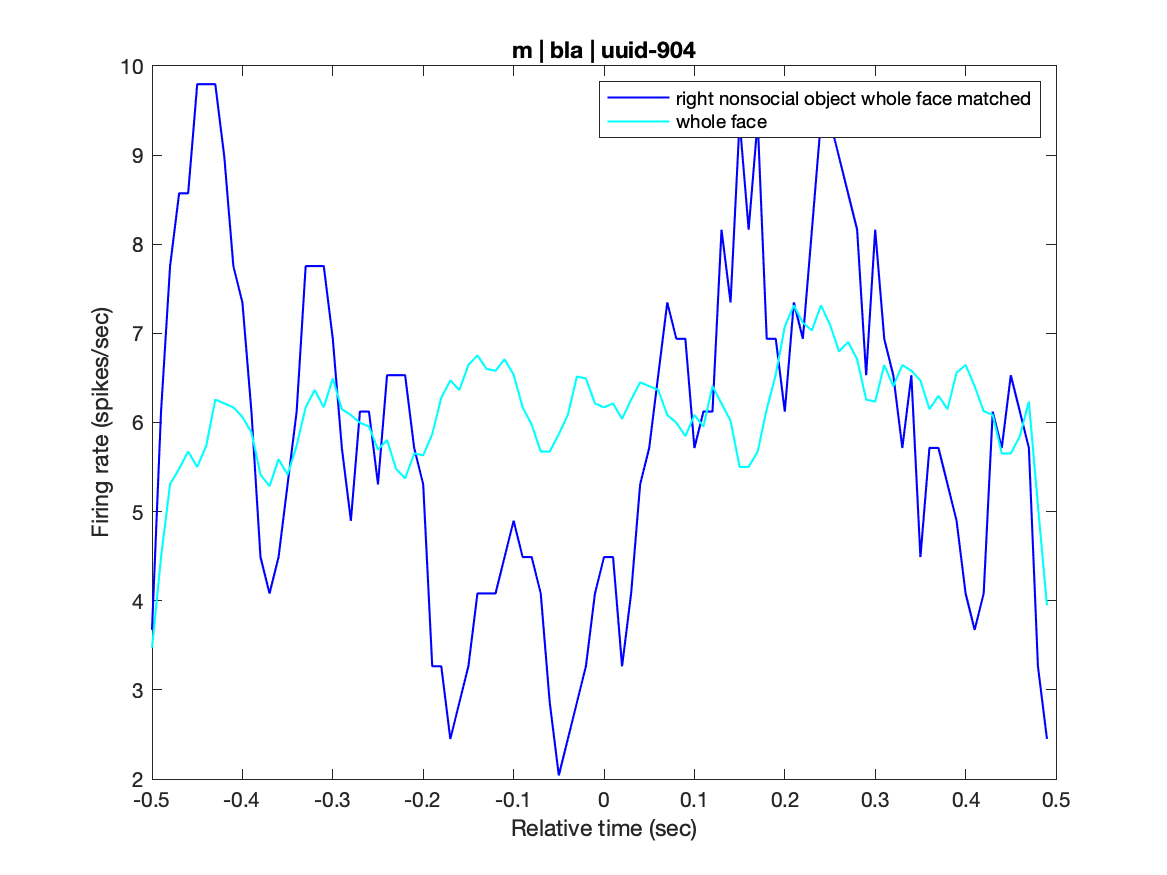 m | bla | uuid-904
right nonsocial object whole face matched
whole face
10
9
8
7
6
5
4
3
2
Firing rate (spikes/sec)
-0.5 -0.4 -0.3 -0.2 -0.1 0 0.1 0.2 0.3 0.4 0.5
Relative time (sec)